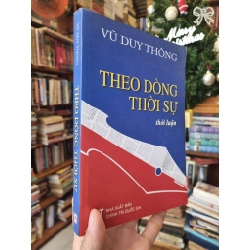 VŨ DUY THÔNG
THEO DÒNG
THỜI SỰ
thời luận
NHÀ XUẤT BẢN
CHÍNH TRỊ QUỐC GIA
THEO DÒNG THỜI SỰ